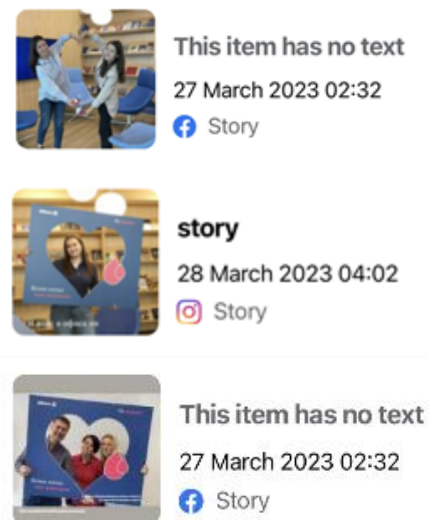 This item has no text
27 March 2023 02:32
Story
story
28 March 2023 04:02
Story
This item has no text
27 March 2023 02:32
Story